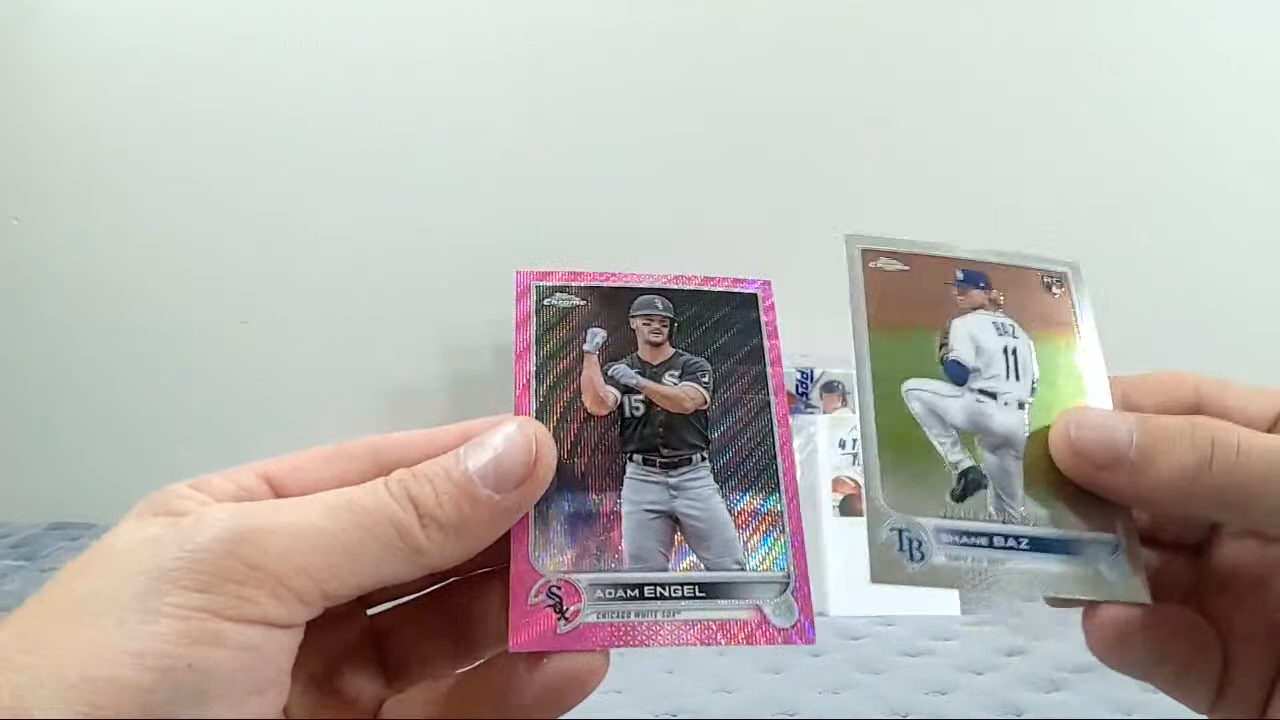 Chrome
15
S
Sox
ADAM ENGEL
CHICAGO WHITE SOX
Chrome
RC
BAZ
11
TB
SHANE BAZ